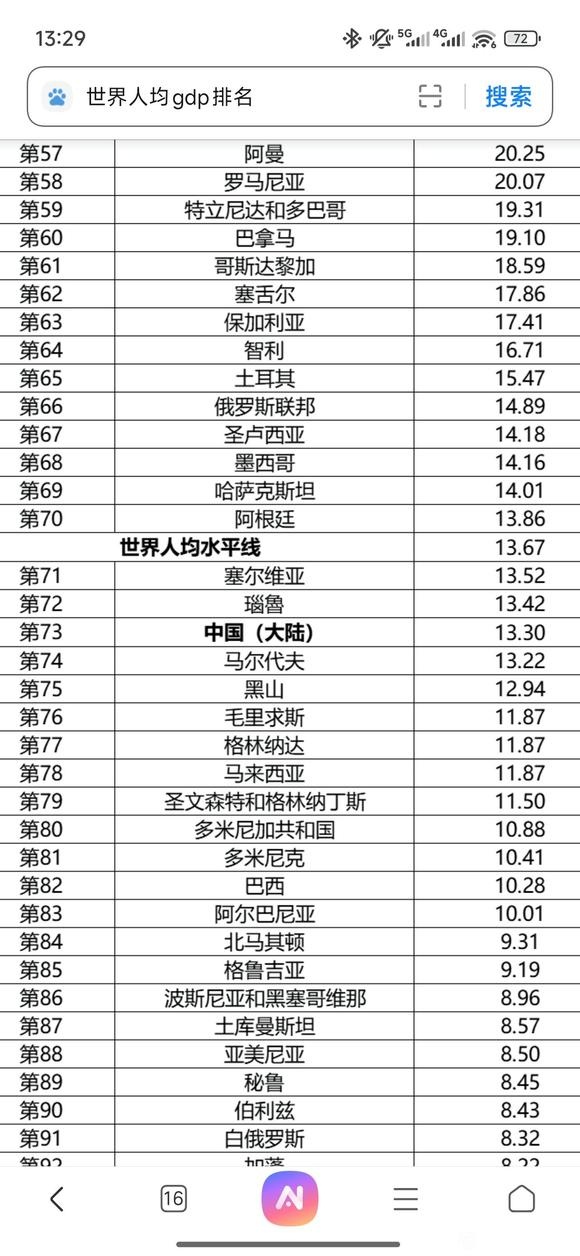 13:29
5G 4G 6 72
世界人均gdp排名 搜索
第57 阿曼 20.25
第58 罗马尼亚 20.07
第59 特立尼达和多巴哥 19.31
第60 巴拿马 19.10
第61 哥斯达黎加 18.59
第62 塞舌尔 17.86
第63 保加利亚 17.41
第64 智利 16.71
第65 土耳其 15.47
第66 俄罗斯联邦 14.89
第67 圣卢西亚 14.18
第68 墨西哥 14.16
第69 哈萨克斯坦 14.01
第70 阿根廷 13.86
世界人均水平线 13.67
第71 塞尔维亚 13.52
第72 瑙魯 13.42
第73 中国（大陆） 13.30
第74 马尔代夫 13.22
第75 黑山 12.94
第76 毛里求斯 11.87
第77 格林纳达 11.87
第78 马来西亚 11.87
第79 圣文森特和格林纳丁斯 11.50
第80 多米尼加共和国 10.88
第81 多米尼克 10.41
第82 巴西 10.28
第83 阿尔巴尼亚 10.01
第84 北马其顿 9.31
第85 格鲁吉亚 9.19
第86 波斯尼亚和黑塞哥维那 8.96
第87 土库曼斯坦 8.57
第88 亚美尼亚 8.50
第89 秘鲁 8.45
第90 伯利兹 8.43
第91 白俄罗斯 8.32
第92 加蓬 8.22
16